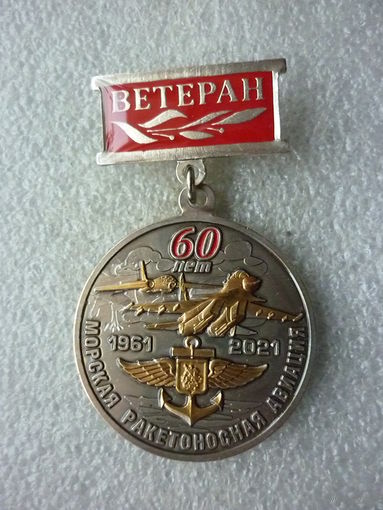 ВЕТЕРАН
60
лет
1961 2021
МОРСКАЯ РАКЕТОНОСНАЯ АВИАЦИЯ